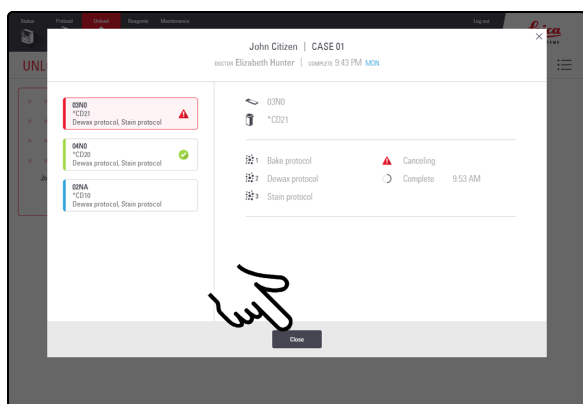 Status Preload Unload Reagents Maintenance Log out
Leica
UNL
John Citizen | CASE 01
DOCTOR Elizabeth Hunter | COMPLETE 9:43 PM MON
03N0
*CD21
Dewax protocol, Stain protocol
04N0
*CD20
Dewax protocol, Stain protocol
02NA
*CD10
Dewax protocol, Stain protocol
Jo
03N0
*CD21
1 Bake protocol Canceling
2 Dewax protocol Complete 9:53 AM
3 Stain protocol
Close